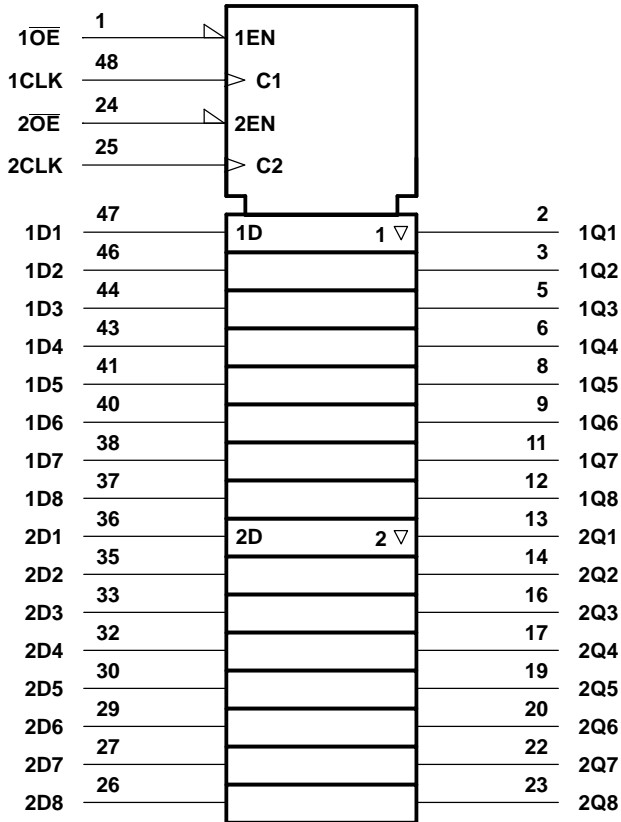 1O̅E̅ 1 1EN
1CLK 48 C1
2O̅E̅ 24 2EN
2CLK 25 C2
1D1 47 1D 1 ▽ 2 1Q1
1D2 46 3 1Q2
1D3 44 5 1Q3
1D4 43 6 1Q4
1D5 41 8 1Q5
1D6 40 9 1Q6
1D7 38 11 1Q7
1D8 37 12 1Q8
2D1 36 2D 2 ▽ 13 2Q1
2D2 35 14 2Q2
2D3 33 16 2Q3
2D4 32 17 2Q4
2D5 30 19 2Q5
2D6 29 20 2Q6
2D7 27 22 2Q7
2D8 26 23 2Q8